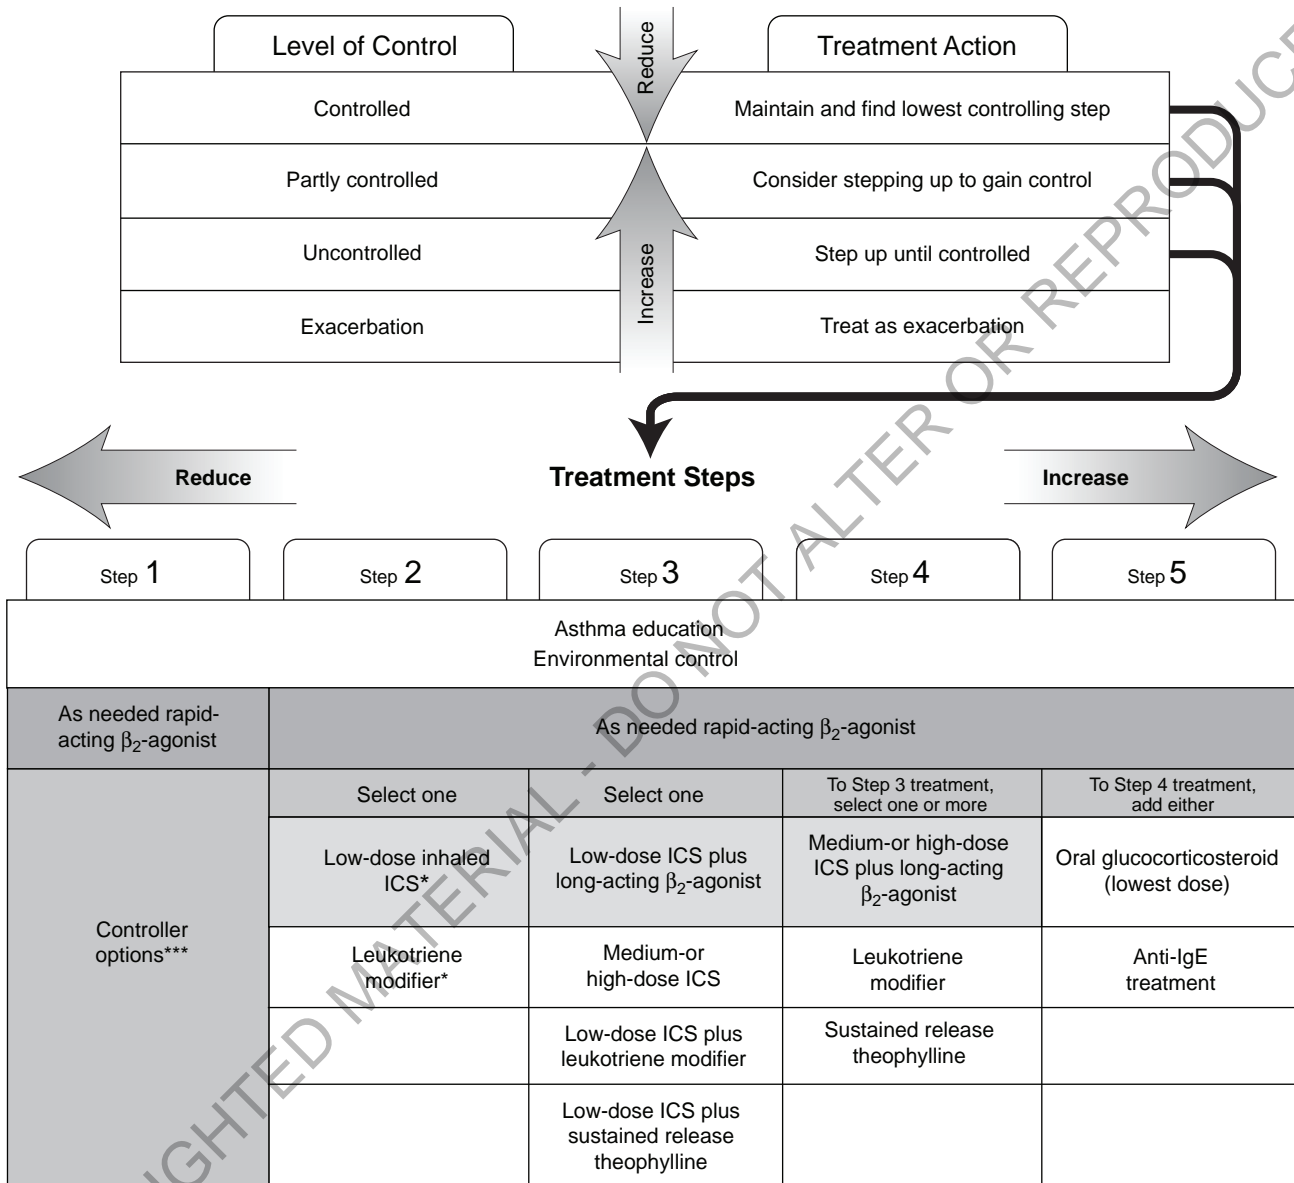 Level of Control
Reduce
Treatment Action
Controlled
Maintain and find lowest controlling step
Partly controlled
Consider stepping up to gain control
Uncontrolled
Increase
Step up until controlled
Exacerbation
Treat as exacerbation
Reduce
Treatment Steps
Increase
Step 1
Step 2
Step 3
Step 4
Step 5
Asthma education
Environmental control
As needed rapid-
acting β₂-agonist
As needed rapid-acting β₂-agonist
Select one
Select one
To Step 3 treatment,
select one or more
To Step 4 treatment,
add either
Controller
options***
Low-dose inhaled
ICS*
Low-dose ICS plus
long-acting β₂-agonist
Medium-or high-dose
ICS plus long-acting
β₂-agonist
Oral glucocorticosteroid
(lowest dose)
Leukotriene
modifier*
Medium-or
high-dose ICS
Leukotriene
modifier
Anti-IgE
treatment
Low-dose ICS plus
leukotriene modifier
Sustained release
theophylline
Low-dose ICS plus
sustained release
theophylline
IGHTED MATERIAL - DO NOT ALTER OR REPRODUCE